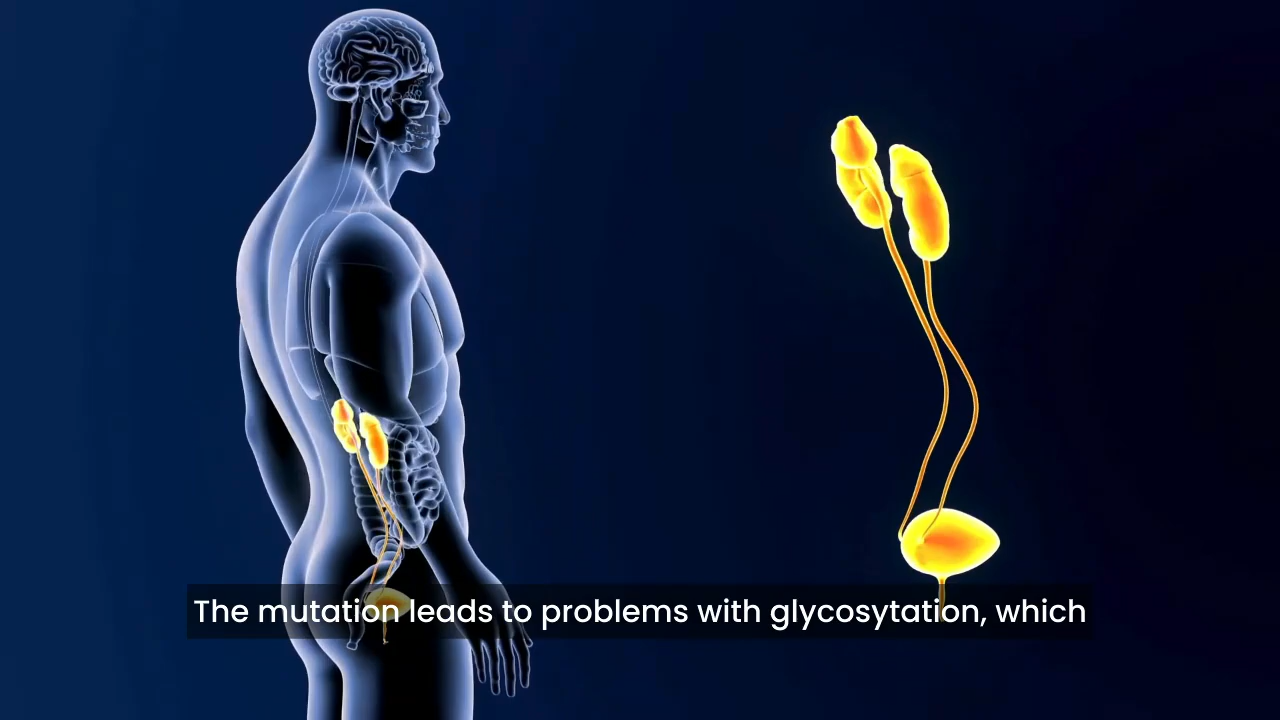 The mutation leads to problems with glycosytation, which